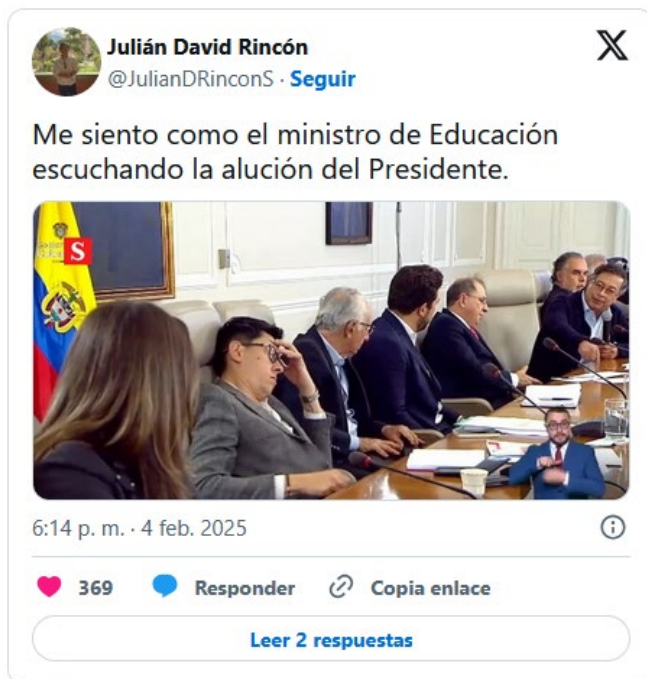 Julián David Rincón
@JulianDRinconS · Seguir
Me siento como el ministro de Educación
escuchando la alución del Presidente.
S
6:14 p. m. · 4 feb. 2025
369 Responder Copia enlace
Leer 2 respuestas